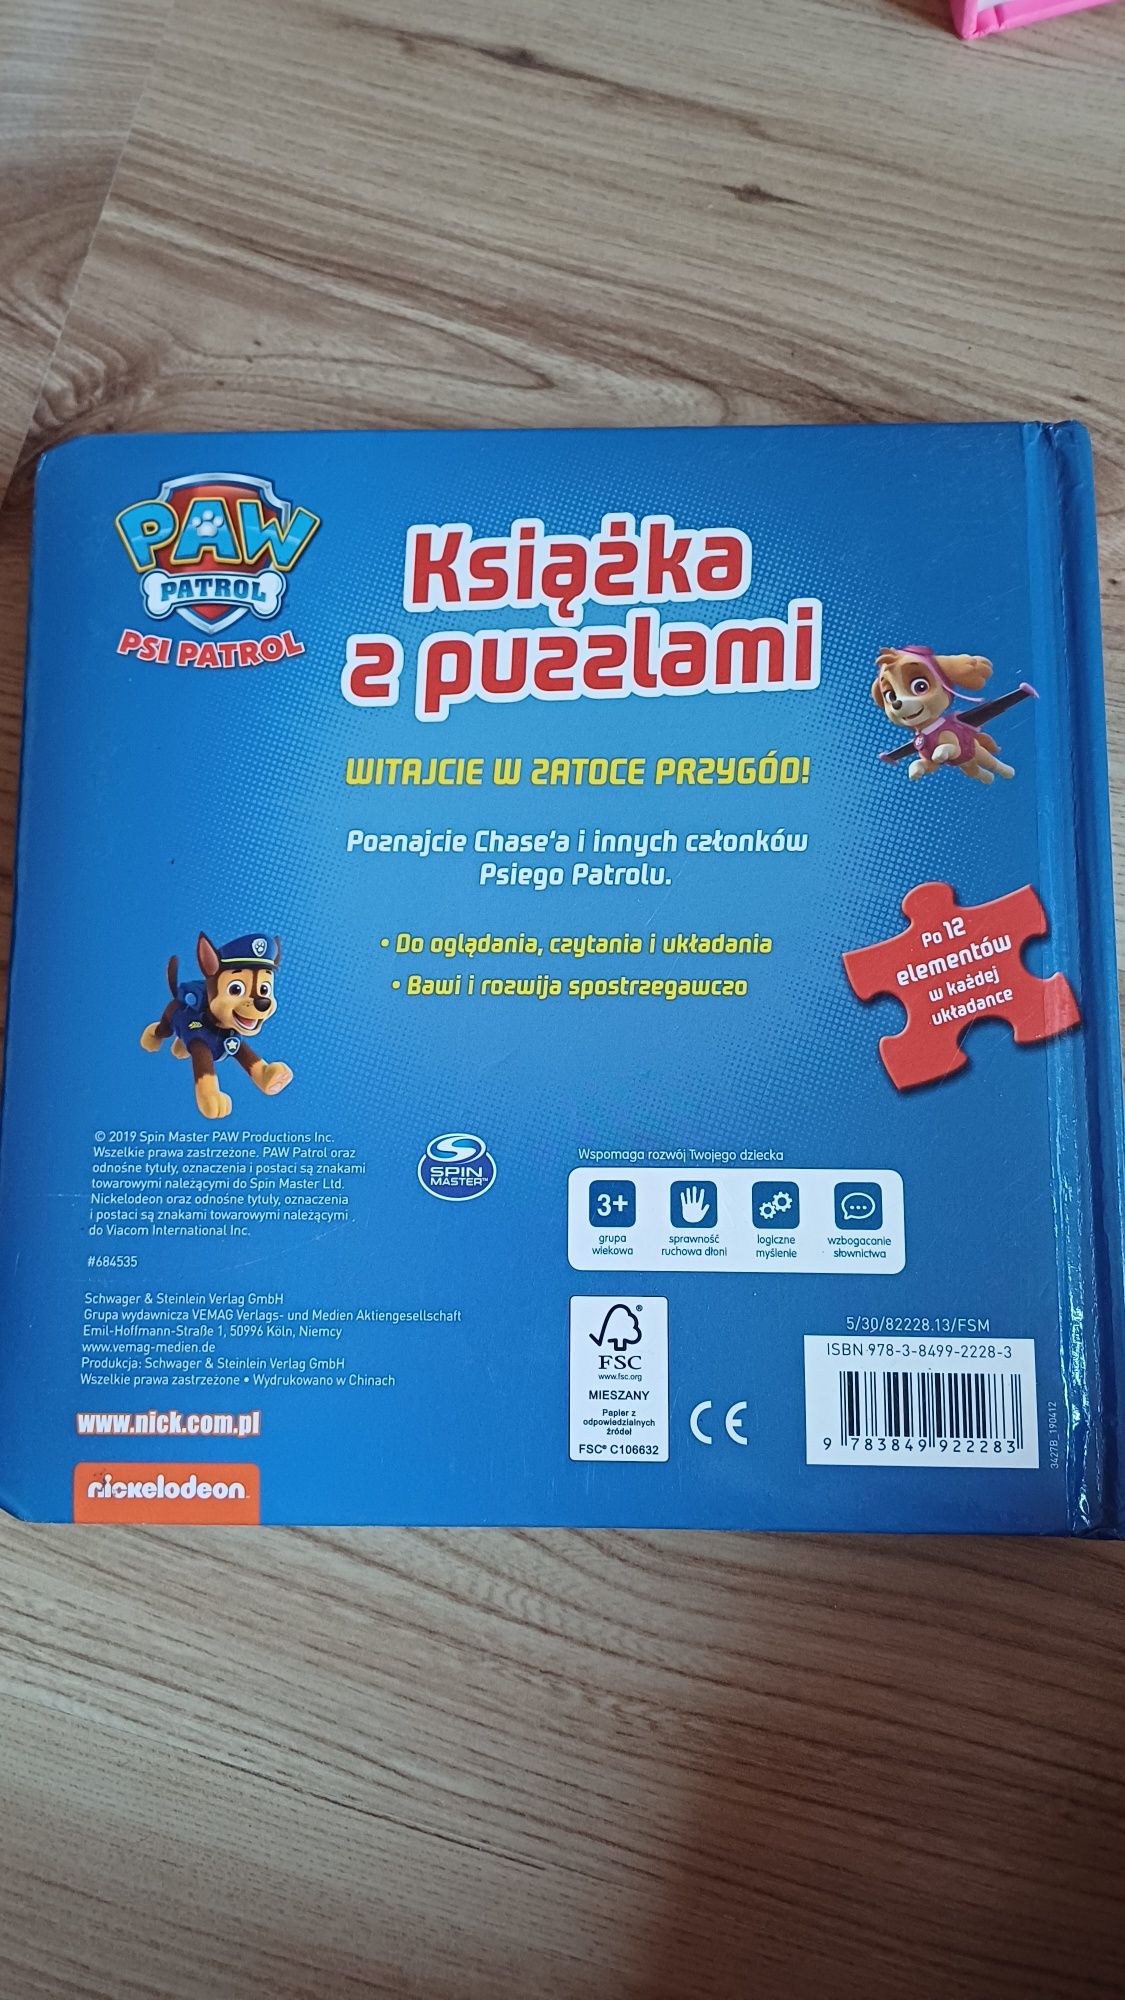 PAW
PATROL
PSI PATROL
Książka
z puzzlami
WITAJCIE W ZATOCE PRZYGÓD!
Poznajcie Chase'a i innych członków
Psiego Patrolu.
• Do oglądania, czytania i układania
• Bawi i rozwija spostrzegawczo
Po 12
elementów
w każdej
układance
© 2019 Spin Master PAW Productions Inc.
Wszelkie prawa zastrzeżone. PAW Patrol oraz
odnośne tytuły, oznaczenia i postaci są znakami
towarowymi należącymi do Spin Master Ltd.
Nickelodeon oraz odnośne tytuły, oznaczenia
i postaci są znakami towarowymi należącymi
do Viacom International Inc.
#684535
SPIN
MASTER™
Wspomaga rozwój Twojego dziecka
3+
grupa
wiekowa
sprawność
ruchowa dłoni
logiczne
myślenie
wzbogacanie
słownictwa
Schwager & Steinlein Verlag GmbH
Grupa wydawnicza VEMAG Verlags- und Medien Aktiengesellschaft
Emil-Hoffmann-Straße 1, 50996 Köln, Niemcy
www.vemag-medien.de
Produkcja: Schwager & Steinlein Verlag GmbH
Wszelkie prawa zastrzeżone • Wydrukowano w Chinach
www.nick.com.pl
nickelodeon
FSC
www.fsc.org
MIESZANY
Papier z
odpowiedzialnych
źródeł
FSC® C106632
CE
5/30/82228.13/FSM
ISBN 978-3-8499-2228-3
9 783849 922283
3427B_190412